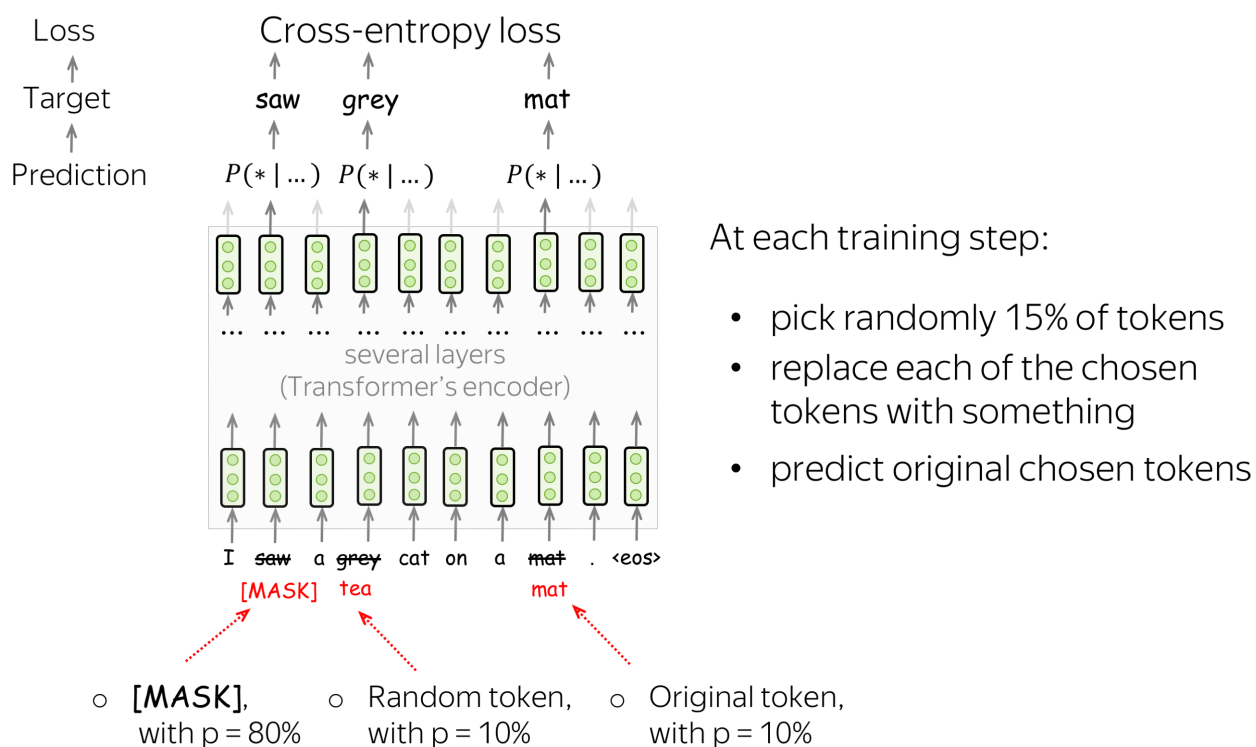 Loss
Cross-entropy loss
Target
saw grey mat
Prediction
P(* | ...) P(* | ...) P(* | ...)
At each training step:
• pick randomly 15% of tokens
• replace each of the chosen
tokens with something
• predict original chosen tokens
... ... ... ... ... ... ... ... ... ...
several layers
(Transformer's encoder)
I saw a grey cat on a mat . <eos>
[MASK] tea mat
○ [MASK],
with p = 80%
○ Random token,
with p = 10%
○ Original token,
with p = 10%